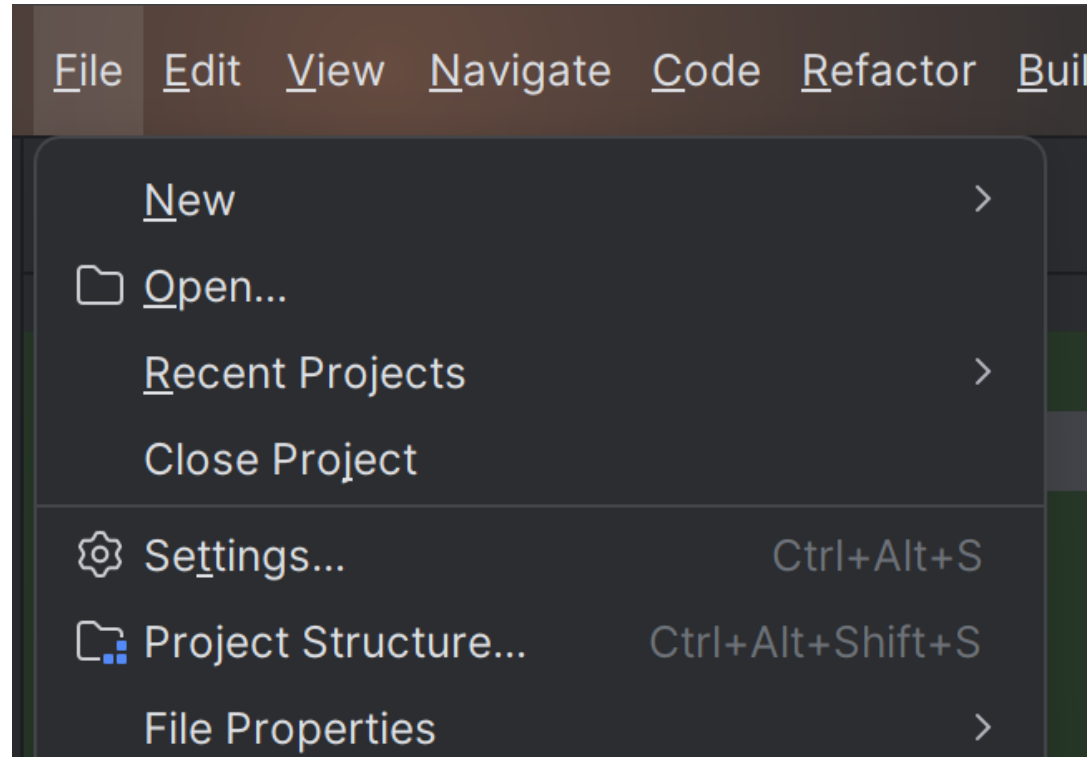 File Edit View Navigate Code Refactor
New
Open...
Recent Projects
Close Project
Settings... Ctrl+Alt+S
Project Structure... Ctrl+Alt+Shift+S
File Properties